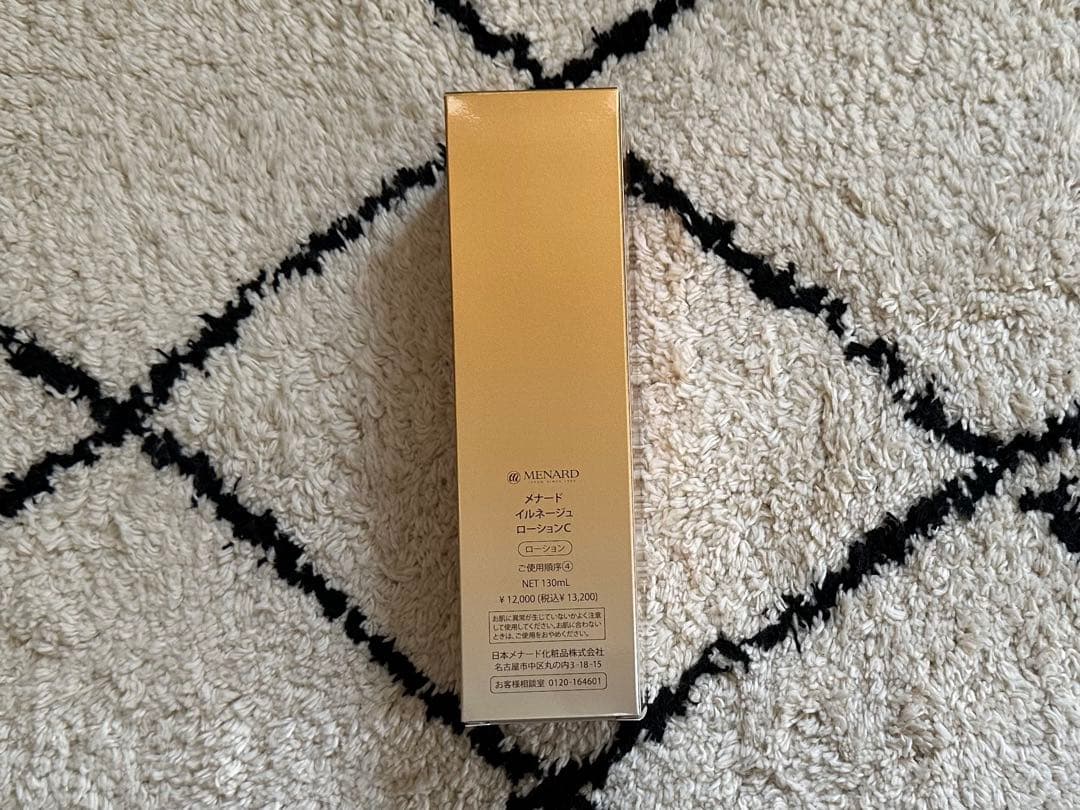 MENARD
メナード
イルネージュ
ローションC
ローション
ご使用順序④
NET 130mL
¥12,000 (税込¥13,200)
お肌に異常が生じていないかよく注意
して使用してください。お肌に合わない
ときは、ご使用をおやめください。
日本メナード化粧品株式会社
名古屋市中区丸の内3-18-15
お客様相談室 0120-164601